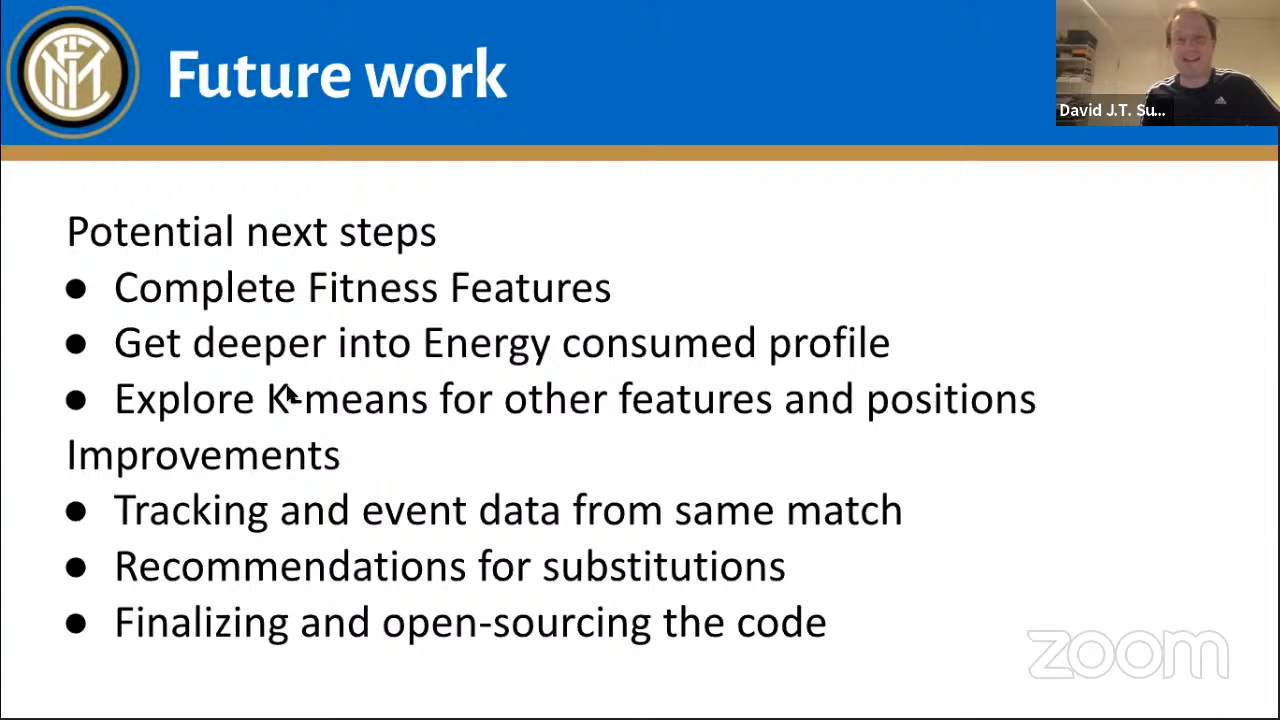 Future work
David J.T. Su...
Potential next steps
● Complete Fitness Features
● Get deeper into Energy consumed profile
● Explore K-means for other features and positions
Improvements
● Tracking and event data from same match
● Recommendations for substitutions
● Finalizing and open-sourcing the code
zoom